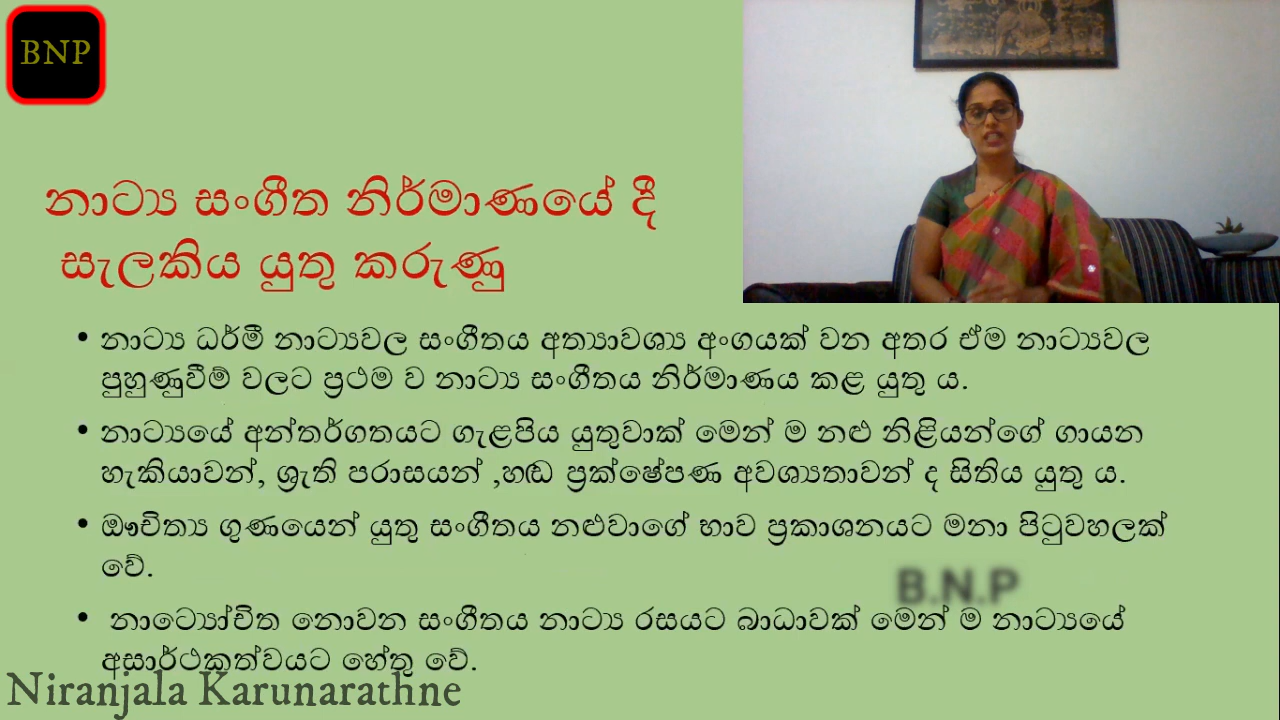 BNP
නාට්‍ය සංගීත නිර්මාණයේ දී
සැලකිය යුතු කරුණු
• නාට්‍ය ධර්මී නාට්‍යවල සංගීතය අත්‍යාවශ්‍ය අංගයක් වන අතර ඒම නාට්‍යවල
පුහුණුවීම් වලට ප්‍රථම ව නාට්‍ය සංගීතය නිර්මාණය කළ යුතු ය.
• නාට්‍යයේ අන්තර්ගතයට ගැළපිය යුතුවාක් මෙන් ම නළු නිළියන්ගේ ගායන
හැකියාවන්, ශ්‍රැති පරාසයන් ,හඬ ප්‍රක්ෂේපණ අවශ්‍යතාවන් ද සිතිය යුතු ය.
• ඖචිත්‍ය ගුණයෙන් යුතු සංගීතය නළුවාගේ භාව ප්‍රකාශනයට මනා පිටුවහලක්
වේ.
B.N.P
• නාට්‍යෝචිත නොවන සංගීතය නාට්‍ය රසයට බාධාවක් මෙන් ම නාට්‍යයේ
අසාර්ථකත්වයට හේතු වේ.
Niranjala Karunarathne